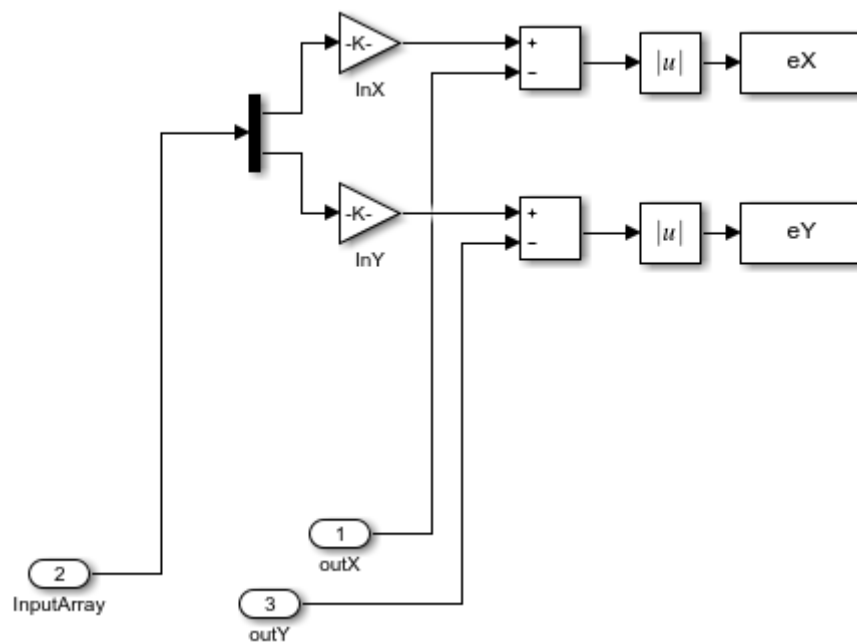 -K-
InX
+
−
|u|
eX
-K-
InY
+
−
|u|
eY
1
outX
2
InputArray
3
outY